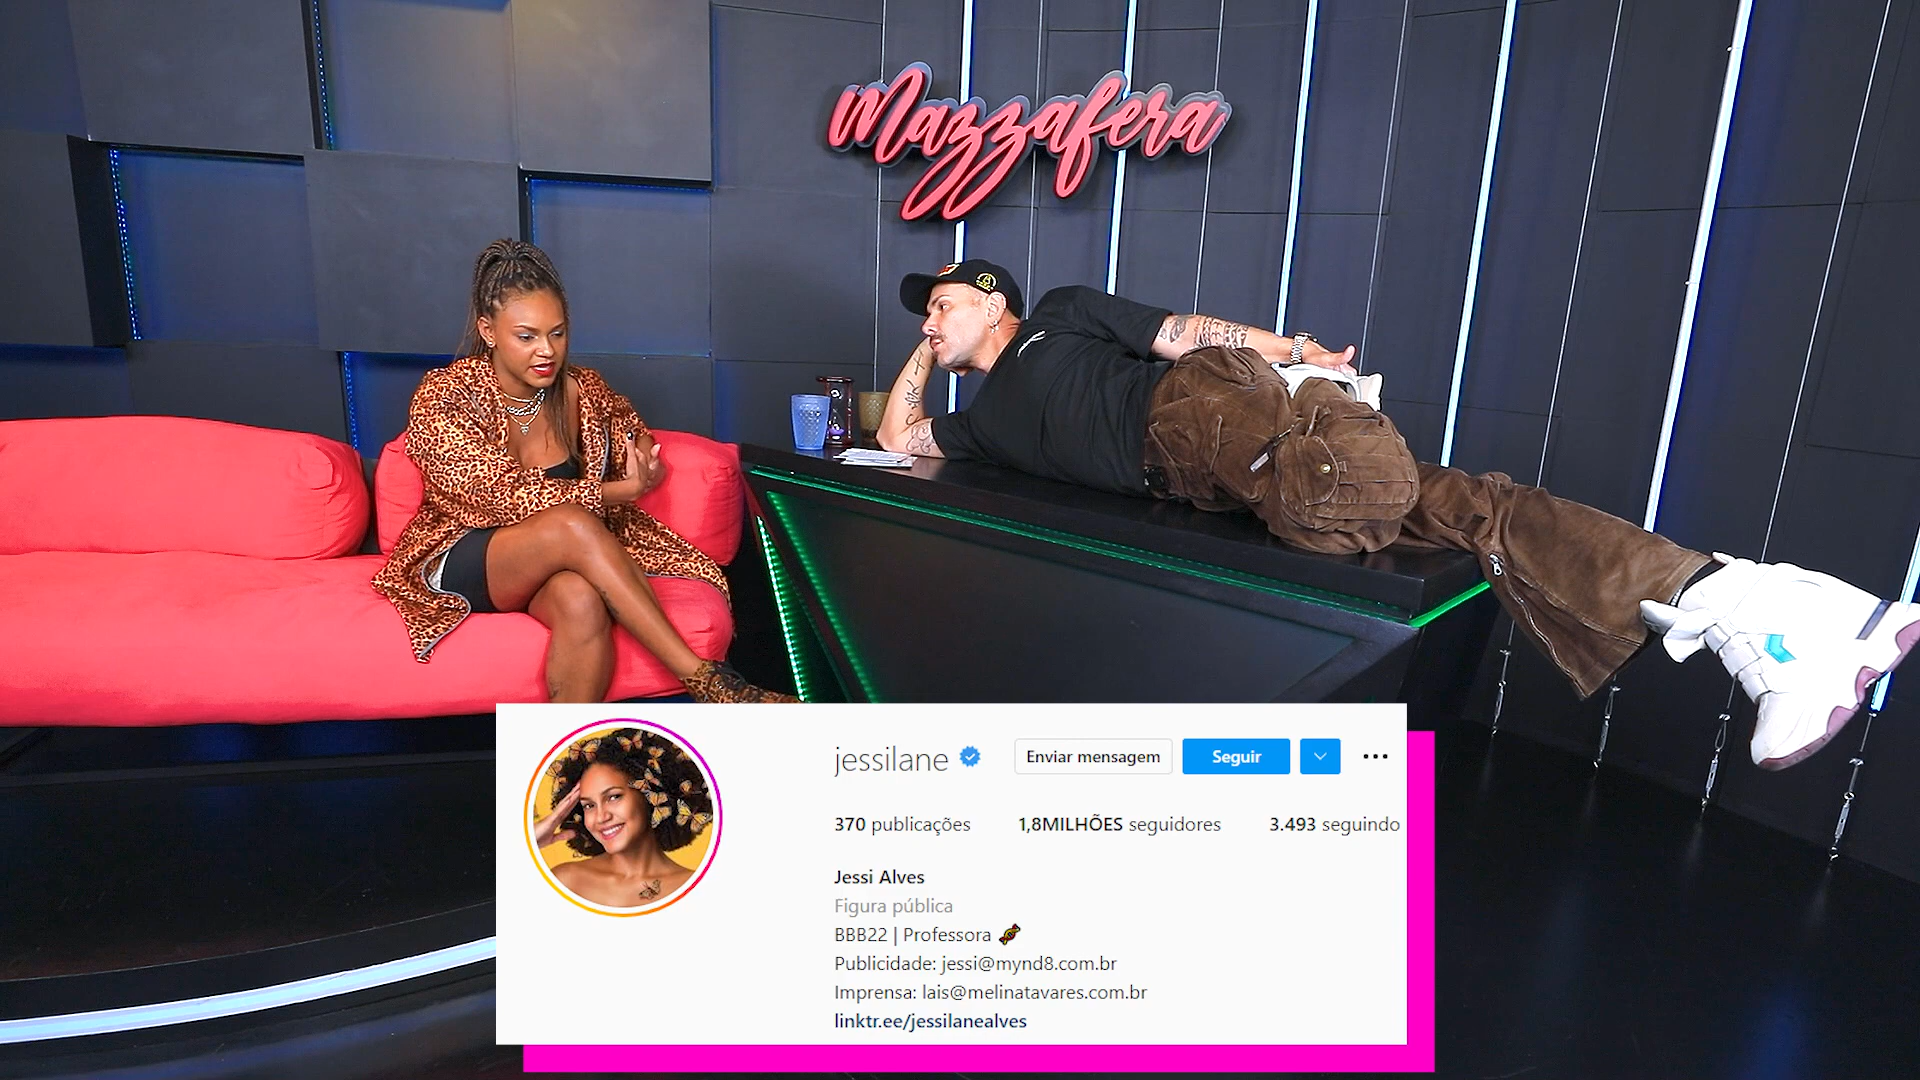 Mazzafera
jessilane
Enviar mensagem
Seguir
370 publicações
1,8MILHÕES seguidores
3.493 seguindo
Jessi Alves
Figura pública
BBB22 | Professora 🧬
Publicidade: jessi@mynd8.com.br
Imprensa: lais@melinatavares.com.br
linktr.ee/jessilanealves